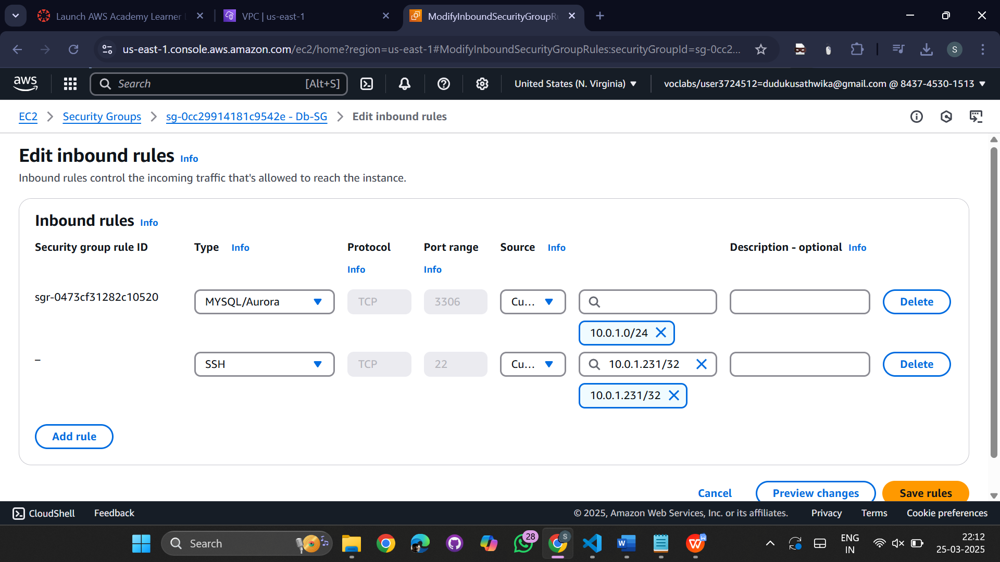 Launch AWS Academy Learner
VPC | us-east-1
ModifyInboundSecurityGroupRu
us-east-1.console.aws.amazon.com/ec2/home?region=us-east-1#ModifyInboundSecurityGroupRules:securityGroupId=sg-0cc2...
S
aws
Search
[Alt+S]
United States (N. Virginia)
voclabs/user3724512=dudukusathwika@gmail.com @ 8437-4530-1513
EC2 > Security Groups > sg-0cc29914181c9542e - Db-SG > Edit inbound rules
Edit inbound rules Info
Inbound rules control the incoming traffic that's allowed to reach the instance.
Inbound rules Info
Security group rule ID
Type Info
Protocol Info
Port range Info
Source Info
Description - optional Info
sgr-0473cf31282c10520
MYSQL/Aurora
TCP
3306
Cu...
Delete
10.0.1.0/24
–
SSH
TCP
22
Cu...
10.0.1.231/32
Delete
10.0.1.231/32
Add rule
Cancel
Preview changes
Save rules
CloudShell
Feedback
© 2025, Amazon Web Services, Inc. or its affiliates.
Privacy
Terms
Cookie preferences
Search
28
S
W
W
ENG
IN
22:12
25-03-2025